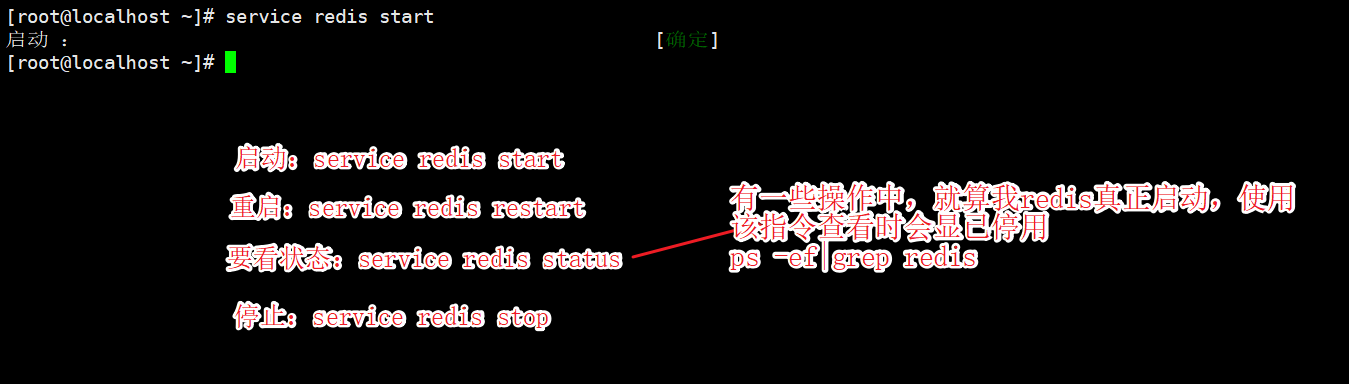 [root@localhost ~]# service redis start
启动 ： [确定]
[root@localhost ~]#
启动: service redis start
重启: service redis restart
要看状态: service redis status
停止: service redis stop
有一些操作中，就算我redis真正启动，使用
该指令查看时会显已停用
ps -ef|grep redis